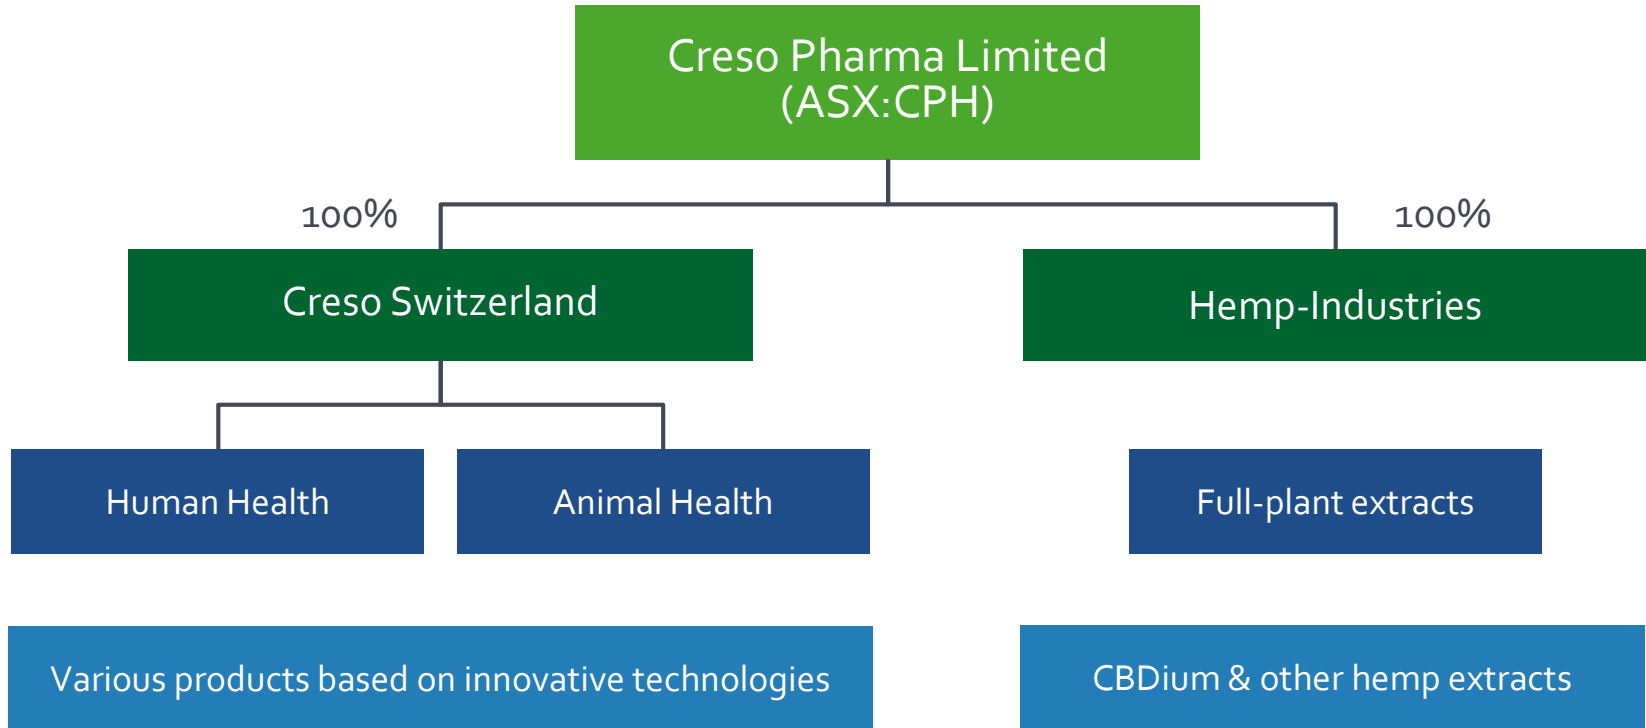 Creso Pharma Limited
(ASX:CPH)
100%
100%
Creso Switzerland
Hemp-Industries
Human Health
Animal Health
Full-plant extracts
Various products based on innovative technologies
CBDium & other hemp extracts